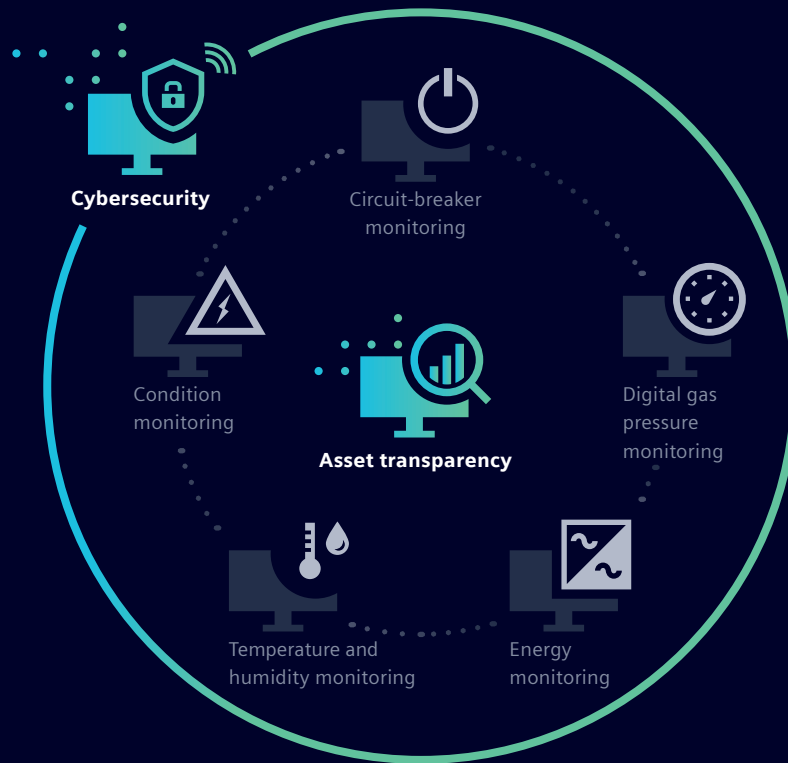 Cybersecurity
Circuit-breaker
monitoring
Condition
monitoring
Digital gas
pressure
monitoring
Asset transparency
Temperature and
humidity monitoring
Energy
monitoring